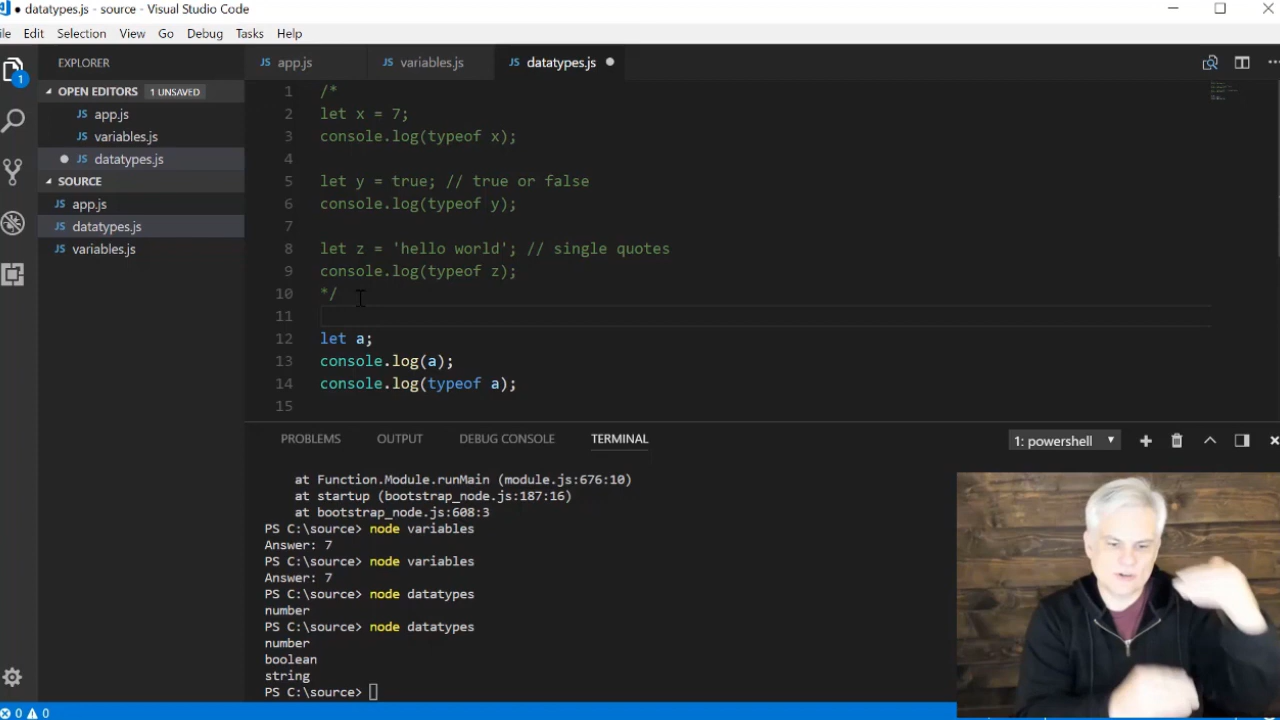 ● datatypes.js - source - Visual Studio Code
ile Edit Selection View Go Debug Tasks Help
EXPLORER
OPEN EDITORS 1 UNSAVED
JS app.js
JS variables.js
● JS datatypes.js
SOURCE
JS app.js
JS datatypes.js
JS variables.js
1
JS app.js JS variables.js JS datatypes.js ●
1 /*
2 let x = 7;
3 console.log(typeof x);
4
5 let y = true; // true or false
6 console.log(typeof y);
7
8 let z = 'hello world'; // single quotes
9 console.log(typeof z);
10 */
11
12 let a;
13 console.log(a);
14 console.log(typeof a);
15
PROBLEMS OUTPUT DEBUG CONSOLE TERMINAL 1: powershell
at Function.Module.runMain (module.js:676:10)
at startup (bootstrap_node.js:187:16)
at bootstrap_node.js:608:3
PS C:\source> node variables
Answer: 7
PS C:\source> node variables
Answer: 7
PS C:\source> node datatypes
number
PS C:\source> node datatypes
number
boolean
string
PS C:\source>
0 0